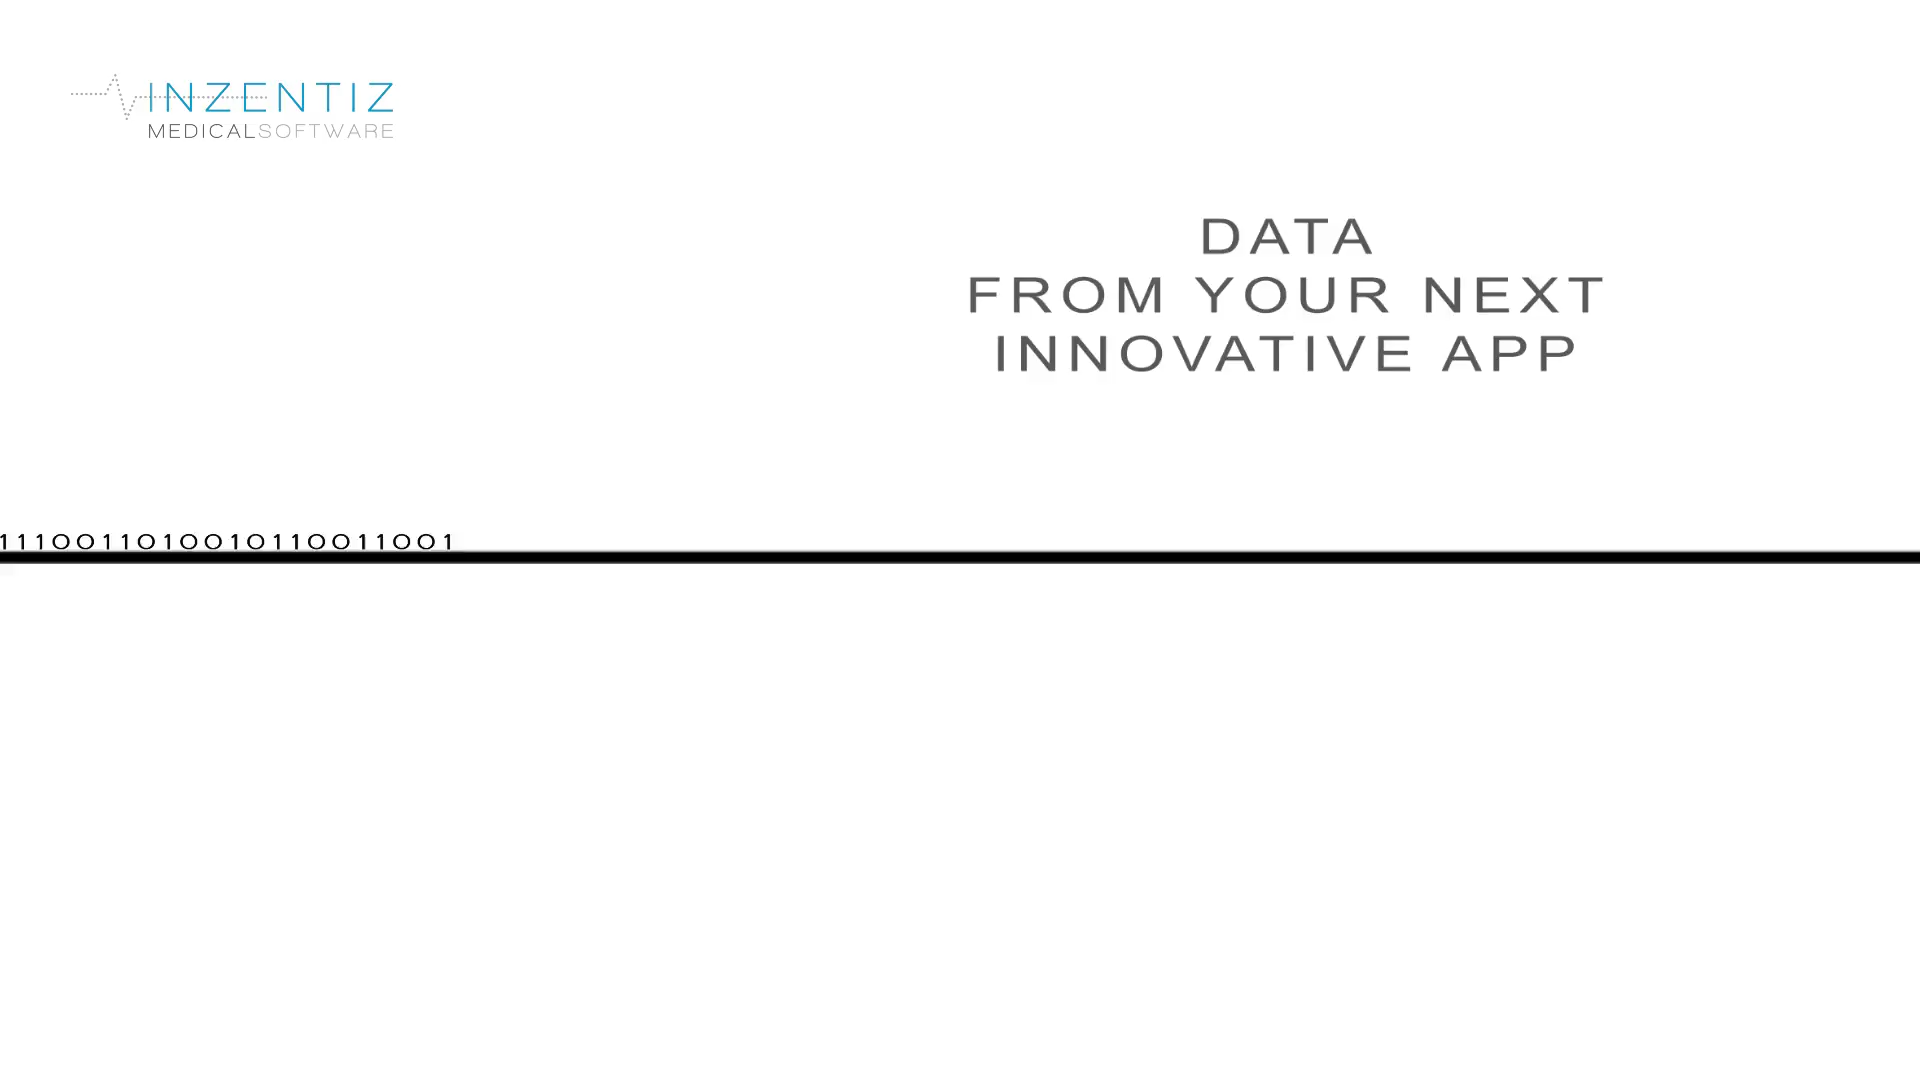 INZENTIZ
MEDICALSOFTWARE
DATA
FROM YOUR NEXT
INNOVATIVE APP
1110011010010110011001